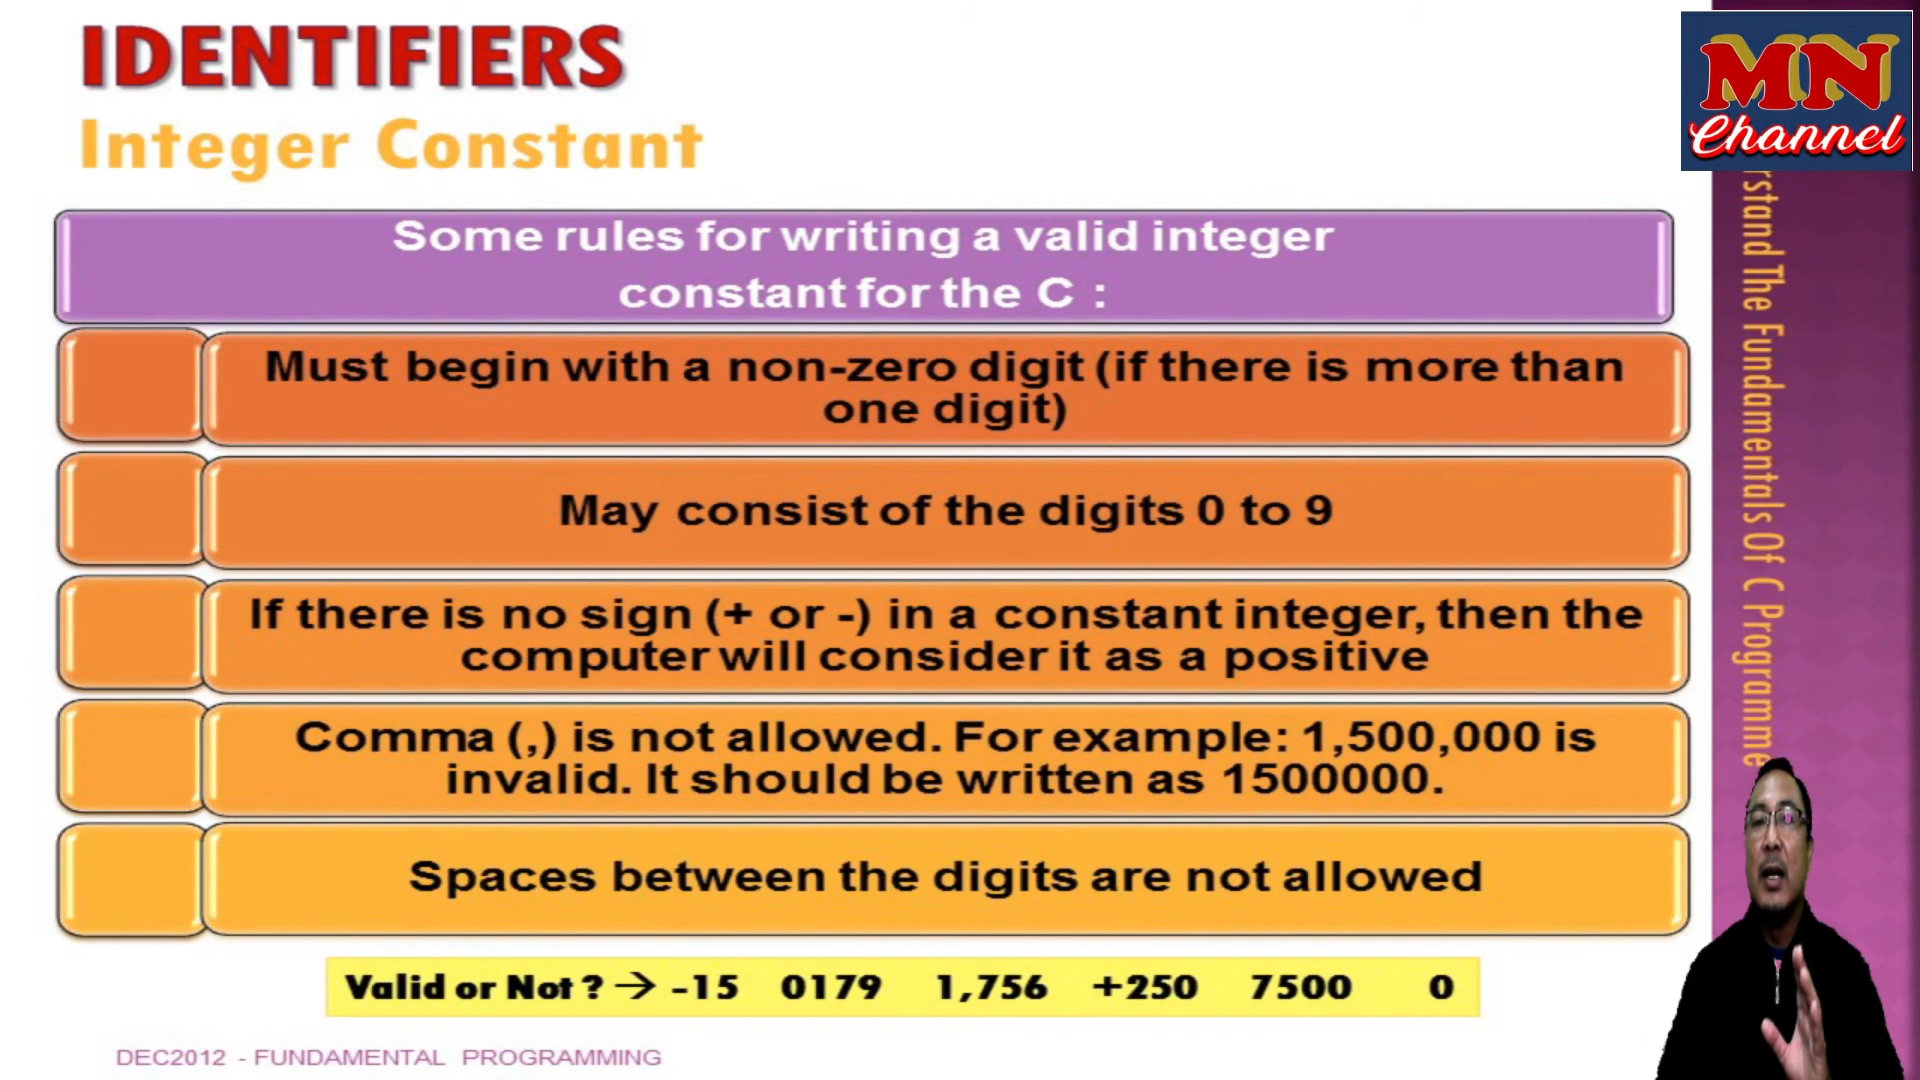 IDENTIFIERS
Integer Constant
MN
Channel
Some rules for writing a valid integer
constant for the C :
Must begin with a non-zero digit (if there is more than
one digit)
May consist of the digits 0 to 9
If there is no sign (+ or -) in a constant integer, then the
computer will consider it as a positive
Comma (,) is not allowed. For example: 1,500,000 is
invalid. It should be written as 1500000.
Spaces between the digits are not allowed
Valid or Not ? → -15 0179 1,756 +250 7500 0
DEC2012 - FUNDAMENTAL PROGRAMMING
The Fundamentals Of C Programme